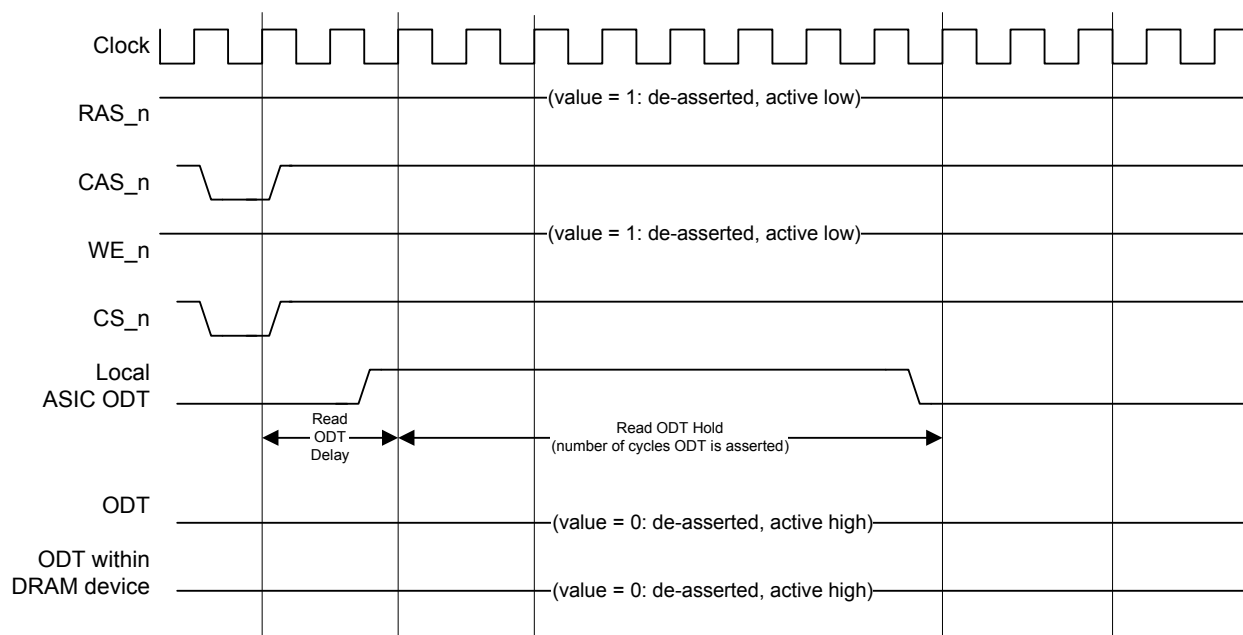 Clock
RAS_n
(value = 1: de-asserted, active low)
CAS_n
WE_n
(value = 1: de-asserted, active low)
CS_n
Local
ASIC ODT
Read
ODT
Delay
Read ODT Hold
(number of cycles ODT is asserted)
ODT
(value = 0: de-asserted, active high)
ODT within
DRAM device
(value = 0: de-asserted, active high)